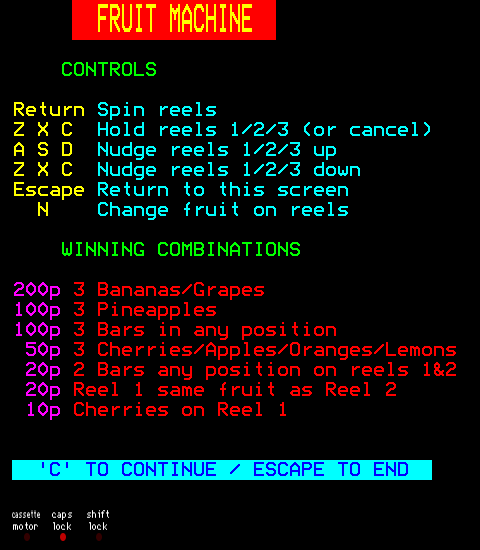 FRUIT MACHINE
CONTROLS
Return Spin reels
Z X C Hold reels 1/2/3 (or cancel)
A S D Nudge reels 1/2/3 up
Z X C Nudge reels 1/2/3 down
Escape Return to this screen
N Change fruit on reels
WINNING COMBINATIONS
200p 3 Bananas/Grapes
100p 3 Pineapples
100p 3 Bars in any position
50p 3 Cherries/Apples/Oranges/Lemons
20p 2 Bars any position on reels 1&2
20p Reel 1 same fruit as Reel 2
10p Cherries on Reel 1
'C' TO CONTINUE / ESCAPE TO END
cassette caps shift
motor lock lock